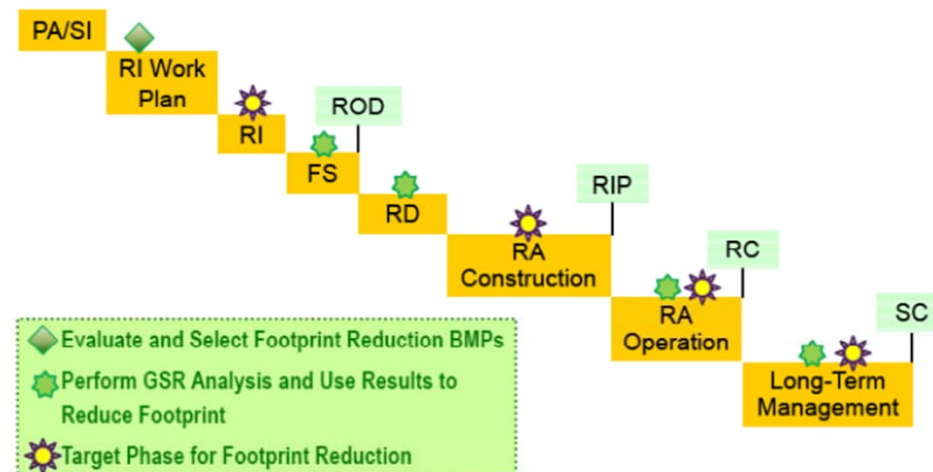 PA/SI
RI Work
Plan
RI
ROD
FS
RD
RIP
RA
Construction
RC
RA
Operation
SC
Long-Term
Management
Evaluate and Select Footprint Reduction BMPs
Perform GSR Analysis and Use Results to
Reduce Footprint
Target Phase for Footprint Reduction